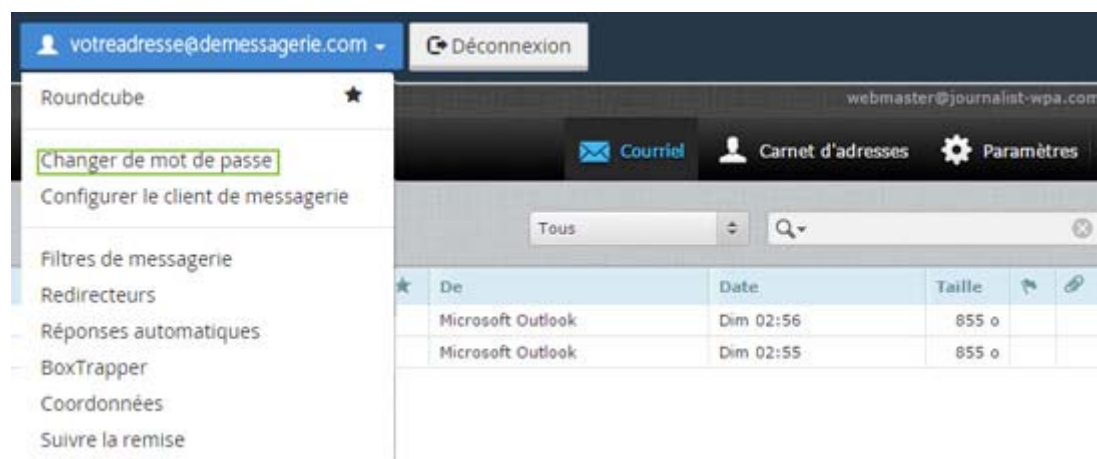 votreadresse@demessagerie.com Déconnexion
Roundcube
webmaster@journalist-wpa.com
Courriel Carnet d'adresses Paramètres
Changer de mot de passe
Configurer le client de messagerie
Tous
Filtres de messagerie
Redirecteurs
De Date Taille
Réponses automatiques
Microsoft Outlook Dim 02:56 855 o
Microsoft Outlook Dim 02:55 855 o
BoxTrapper
Coordonnées
Suivre la remise